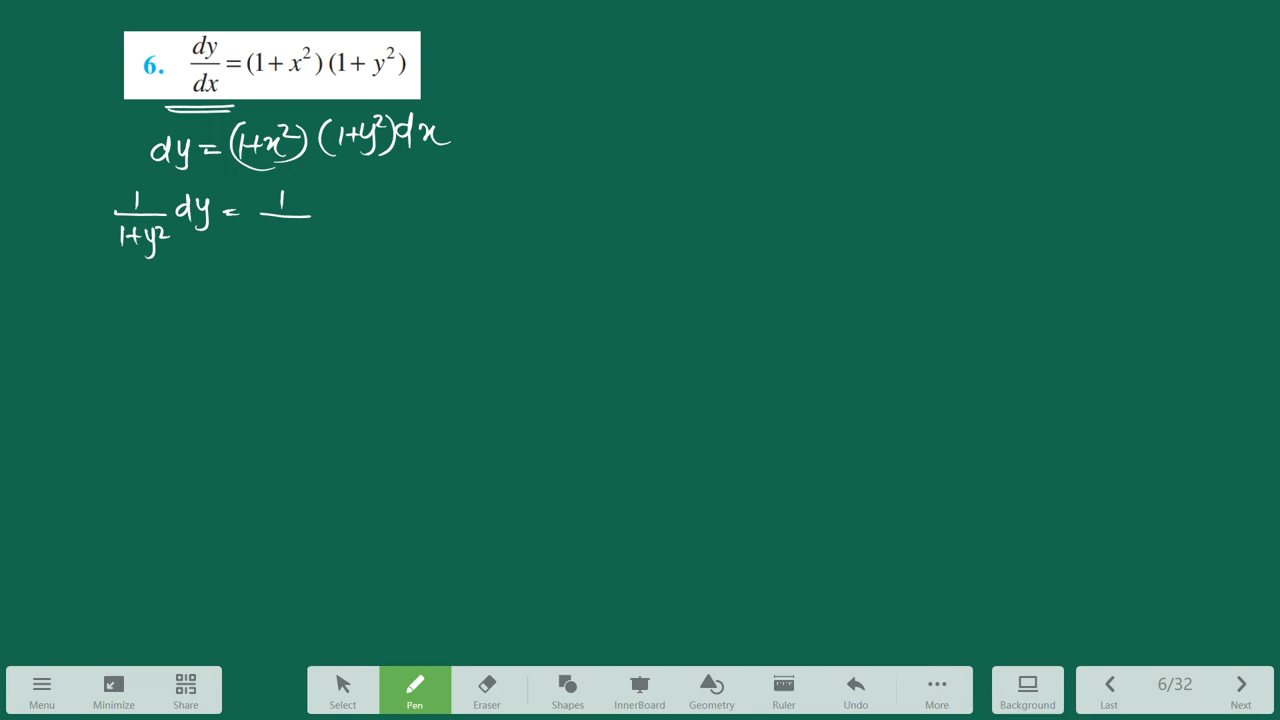 6. dy/dx = (1 + x²) (1 + y²)
dy = (1+x²) (1+y²) dx
1/(1+y²) dy = 1/
Menu Minimize Share Select Pen Eraser Shapes InnerBoard Geometry Ruler Undo More Background Last 6/32 Next